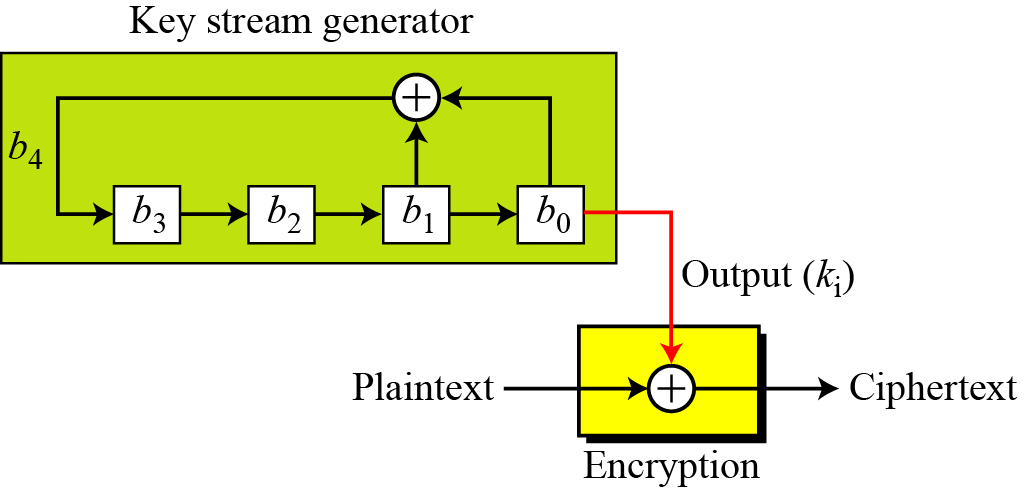 Key stream generator
b₄
b₃ b₂ b₁ b₀
Output (kᵢ)
Plaintext
Ciphertext
Encryption